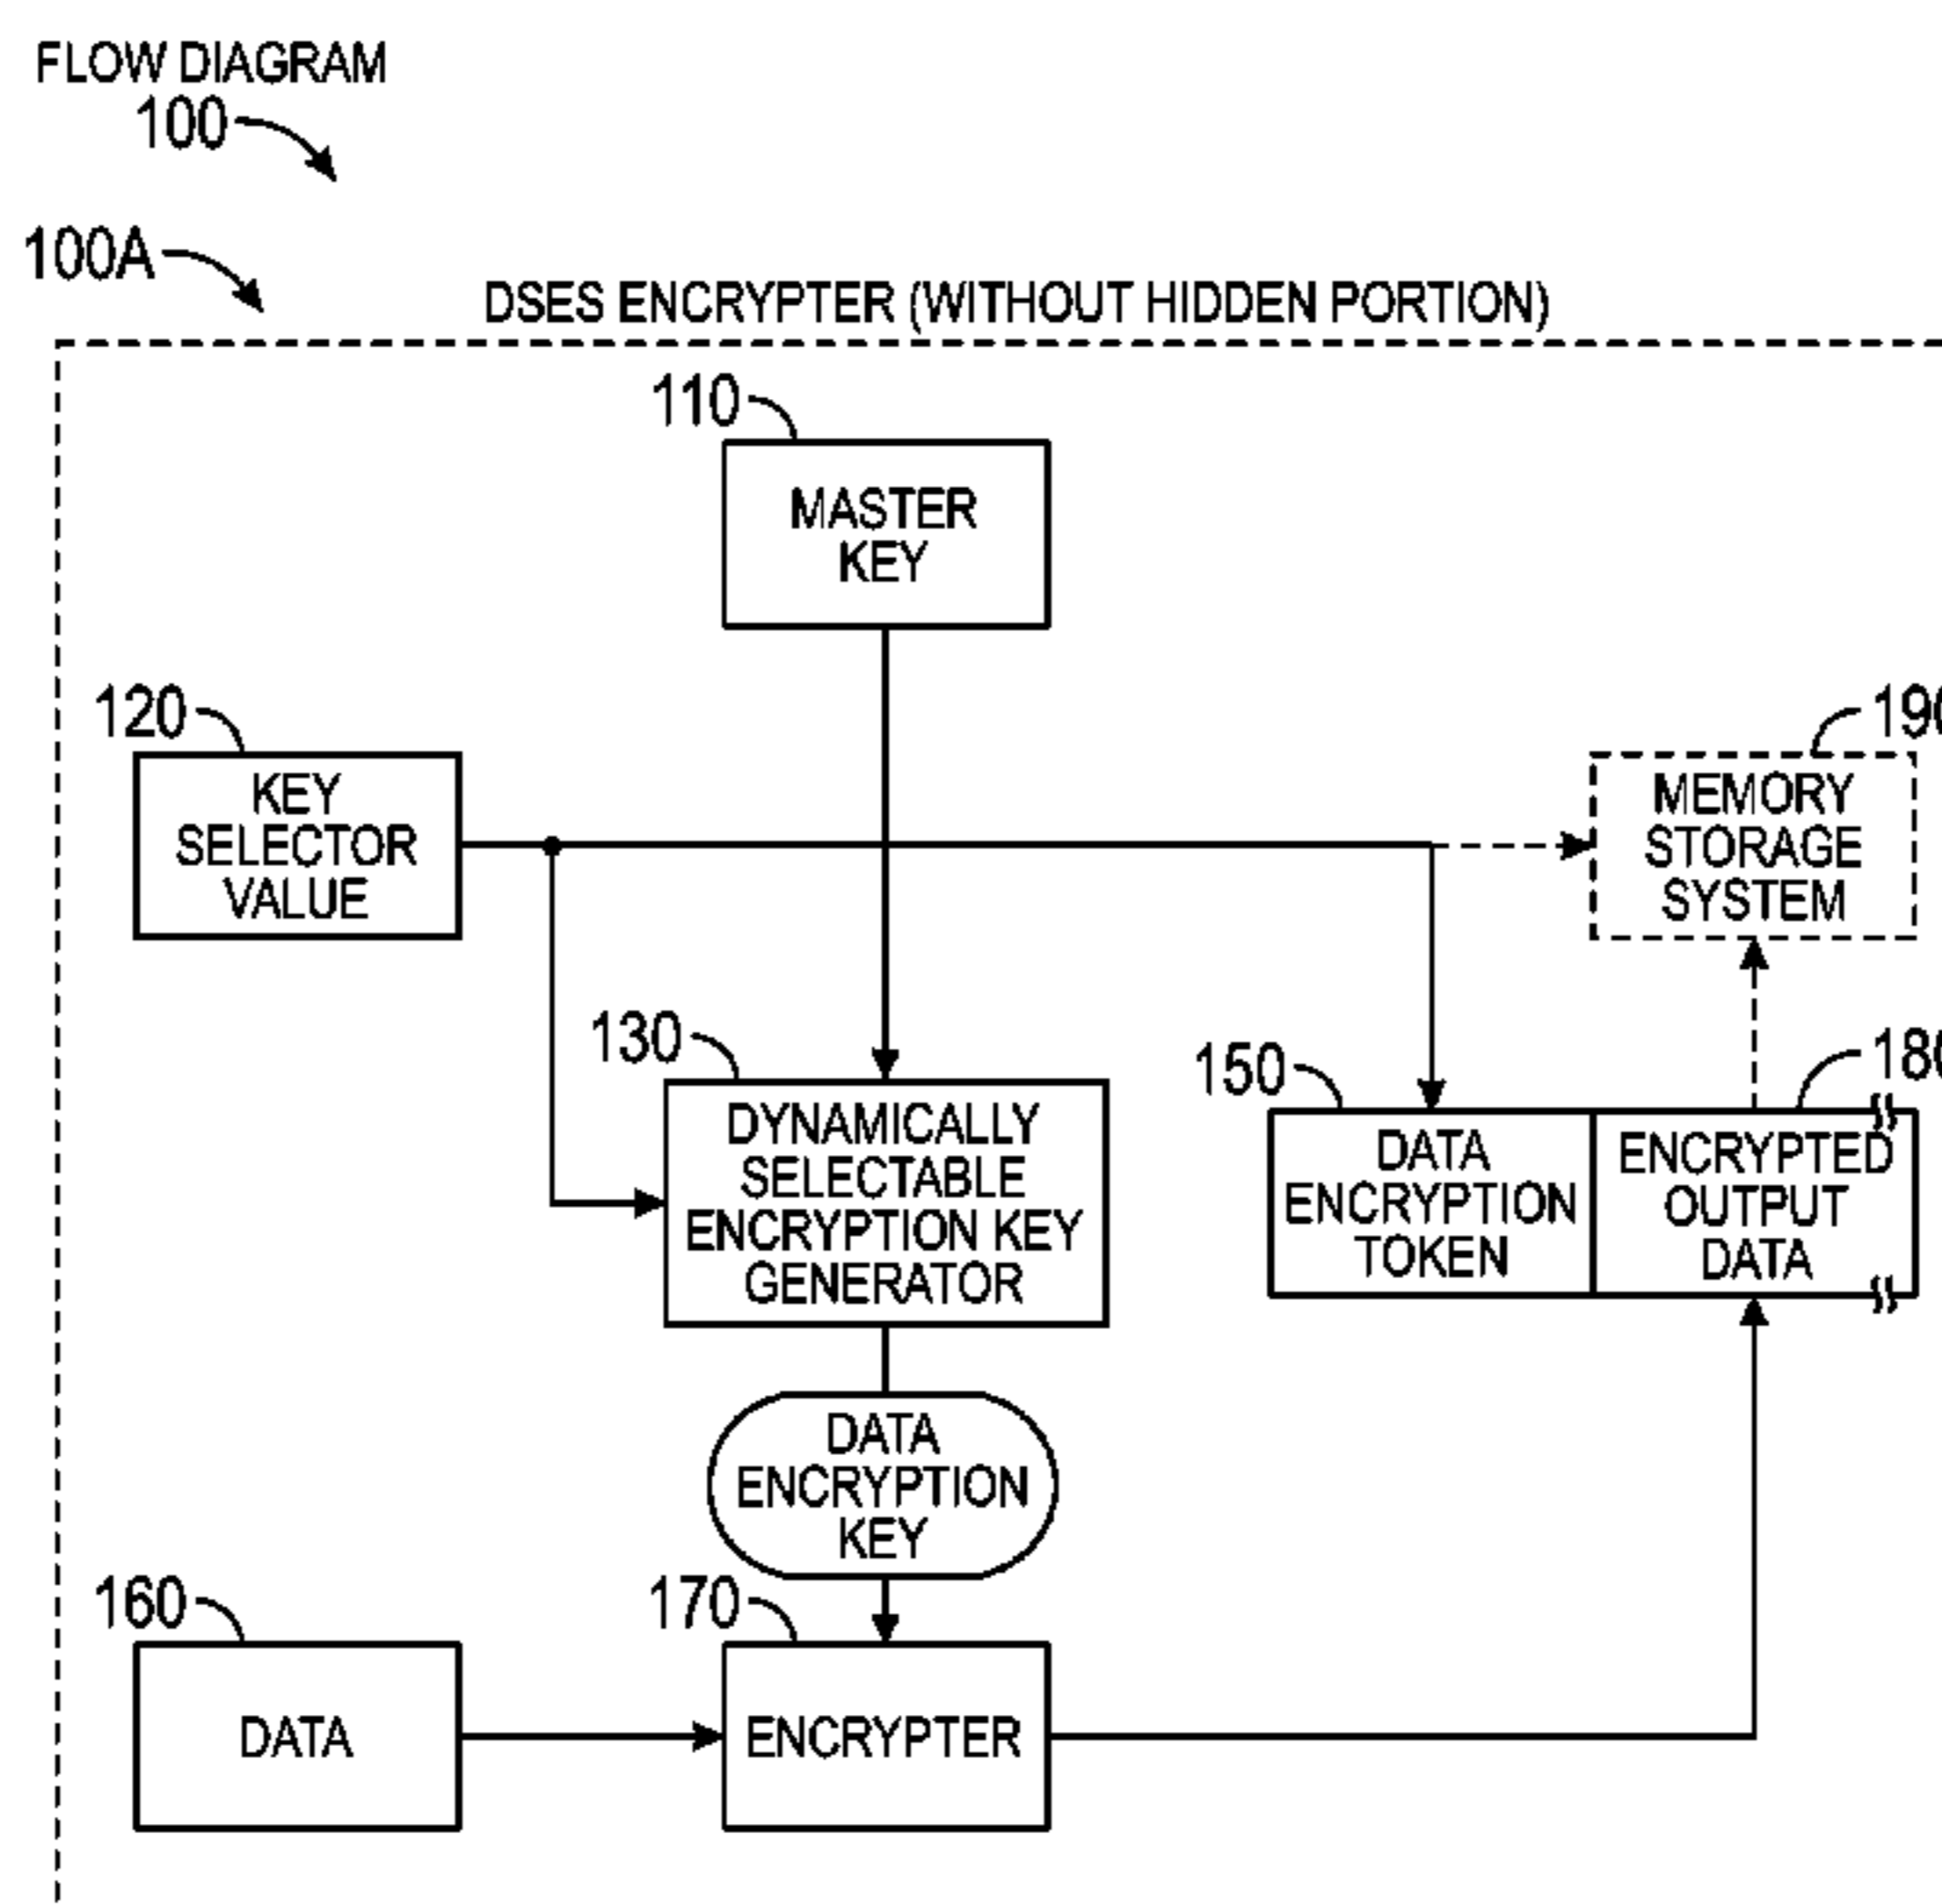 FLOW DIAGRAM
100
100A
DSES ENCRYPTER (WITHOUT HIDDEN PORTION)
110
MASTER
KEY
120
KEY
SELECTOR
VALUE
190
MEMORY
STORAGE
SYSTEM
130
DYNAMICALLY
SELECTABLE
ENCRYPTION KEY
GENERATOR
150
DATA
ENCRYPTION
TOKEN
180
ENCRYPTED
OUTPUT
DATA
DATA
ENCRYPTION
KEY
160
DATA
170
ENCRYPTER